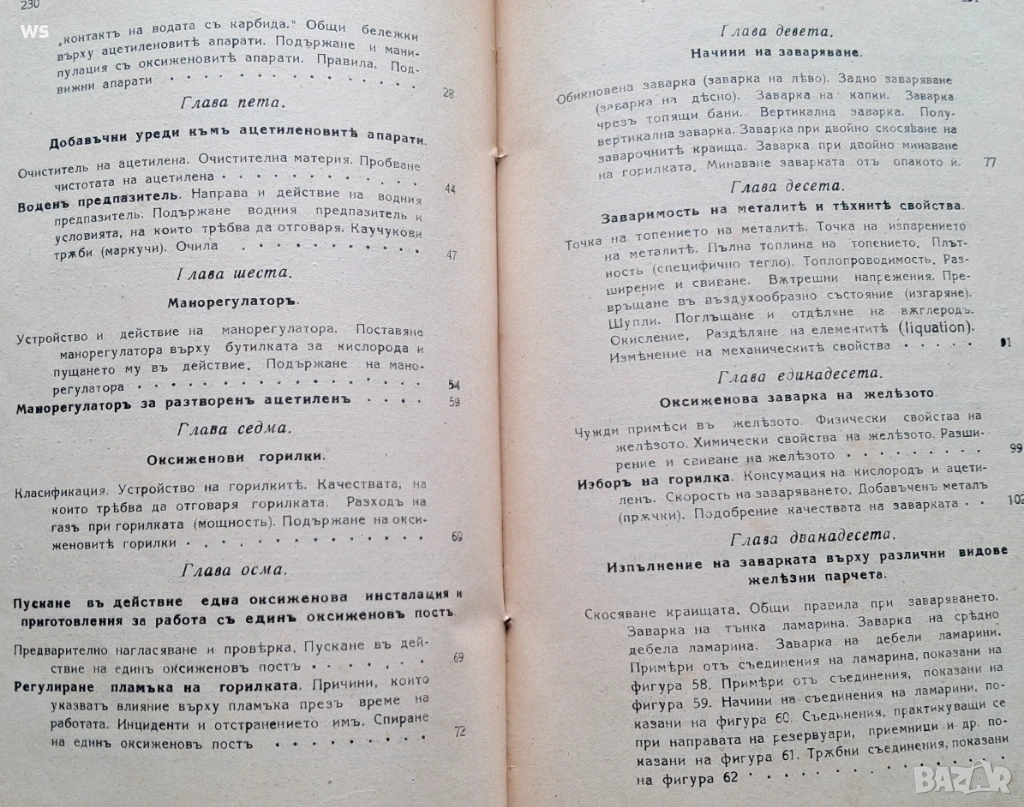 ws
230
„контактъ на водата съ карбида.“ Общи бележки
върху ацетиленовитѣ апарати. Подържане и мани-
пулация съ оксиженовитѣ апарати. Правила. Под-
вижни апарати . . . . . . . . . . 28
Глава пета.
Добавъчни уреди къмъ ацетиленовитѣ апарати.
Очиститель на ацетилена. Очистителна материя. Пробване
чистотата на ацетилена . . . . . . . . . 44
Воденъ предпазитель. Направа и действие на водния
предпазитель. Подържане водния предпазитель и
условията, на които трѣбва да отговаря. Каучукови
трѫби (маркучи). Очила . . . . . . . . 47
Глава шеста.
Манорегулаторъ.
Устройство и действие на манорегулатора. Поставяне
манорегулатора върху бутилката за кислорода и
пущането му въ действие. Подържане на мано-
регулатора . . . . . . . . . . . . 54
Манорегулаторъ за разтворенъ ацетиленъ . . . . 59
Глава седма.
Оксиженови горилки.
Класификация. Устройство на горилкитѣ. Качествата, на
които трѣбва да отговаря горилката. Разходъ на
газъ при горилката (мощность). Подържане на окси-
женовитѣ горилки . . . . . . . . . . 69
Глава осма.
Пускане въ действие една оксиженова инсталация и
приготовления за работа съ единъ оксиженовъ постъ.
Предварително нагласяване и провѣрка. Пускане въ дей-
ствие на единъ оксиженовъ постъ . . . . . . 69
Регулиране пламъка на горилката. Причини, които
указватъ влияние върху пламъка презъ време на
работата. Инциденти и отстранението имъ. Спиране
на единъ оксиженовъ постъ . . . . . . . . 72
Глава девета.
Начини на заваряване.
Обикновена заварка (заварка на лѣво). Задно заваряване
(заварка на дѣсно). Заварка на капки. Заварка
чрезъ топящи бани. Вертикална заварка. Полу-
вертикална заварка. Заварка при двойно скосяване на
заварочнитѣ краища. Заварка при двойно минаване
на горилката. Минаване заварката отъ опакото ѝ. 77
Глава десета.
Заваримость на металитѣ и тѣхнитѣ свойства.
Точка на топението на металитѣ. Точка на изпарението
на металитѣ. Пълна топлина на топението. Плът-
ность (специфично тегло). Топлопроводимость. Раз-
ширение и свиване. Вѫтрешни напрежения. Пре-
връщане въ въздухообразно състояние (изгаряне).
Шупли. Поглъщане и отдѣляне на вѫглеродъ.
Окисление. Раздѣляне на елементитѣ (liquation).
Измѣнение на механическитѣ свойства . . . . . 91
Глава единадесета.
Оксиженова заварка на желѣзото.
Чужди примѣси въ желѣзото. Физически свойства на
желѣзото. Химически свойства на желѣзото. Разши-
рение и свиване на желѣзото . . . . . . . . 99
Изборъ на горилка. Консумация на кислородъ и ацети-
ленъ. Скорость на заваряването. Добавъченъ металъ
(прѫчки). Подобрение качествата на заварката . . 102
Глава дванадесета.
Изпълнение на заварката върху различни видове
желѣзни парчета.
Скосяване краищата. Общи правила при заваряването.
Заварка на тънка ламарина. Заварка на срѣдно
дебела ламарина. Заварка на дебели ламарини.
Примѣри отъ съединения на ламарина, показани на
фигура 58. Примѣри отъ съединения, показани на
фигура 59. Начини на съединения на ламарини, по-
казани на фигура 60. Съединения, практикуващи се
при направата на резервуари, приемници и др. по-
казани на фигура 61. Трѫбни съединения, показани
на фигура 62 . . . . . . . . . . .
BAZAR